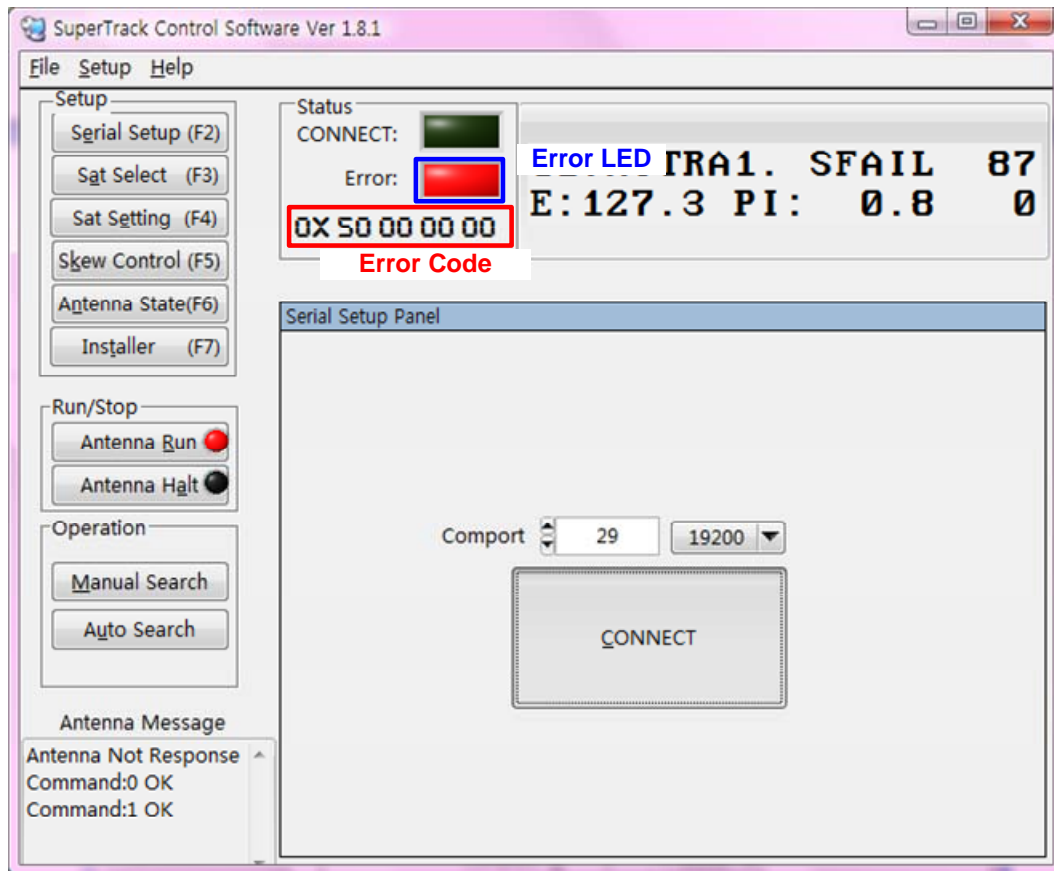 SuperTrack Control Software Ver 1.8.1
File Setup Help
Setup
Serial Setup (F2)
Sat Select (F3)
Sat Setting (F4)
Skew Control (F5)
Antenna State(F6)
Installer (F7)
Run/Stop
Antenna Run
Antenna Halt
Operation
Manual Search
Auto Search
Antenna Message
Antenna Not Response
Command:0 OK
Command:1 OK
Status
CONNECT:
Error:
0X 50 00 00 00
Error LED
Error Code
SFAIL 87
E:127.3 PI: 0.8 0
Serial Setup Panel
Comport 29 19200
CONNECT